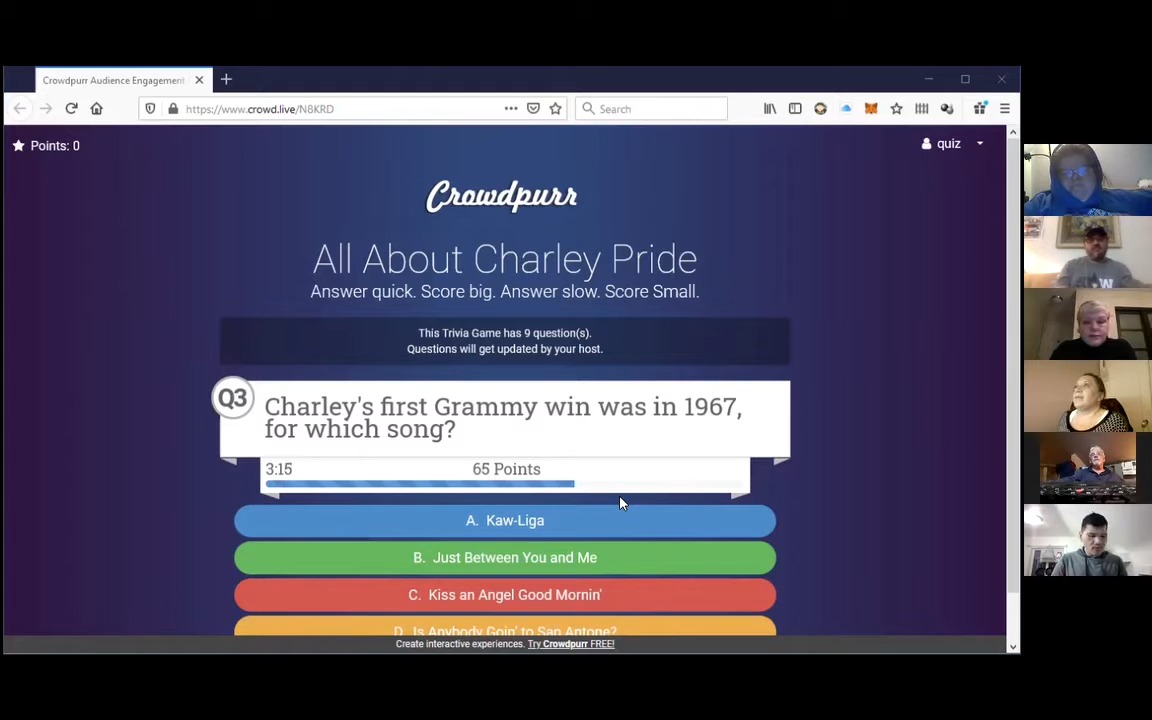 Crowdpurr Audience Engagement
https://www.crowd.live/N8KRD
Search
Points: 0
quiz
Crowdpurr
All About Charley Pride
Answer quick. Score big. Answer slow. Score Small.
This Trivia Game has 9 question(s).
Questions will get updated by your host.
Q3
Charley's first Grammy win was in 1967,
for which song?
3:15
65 Points
A. Kaw-Liga
B. Just Between You and Me
C. Kiss an Angel Good Mornin'
D. Is Anybody Goin' to San Antone?
Create interactive experiences. Try Crowdpurr FREE!